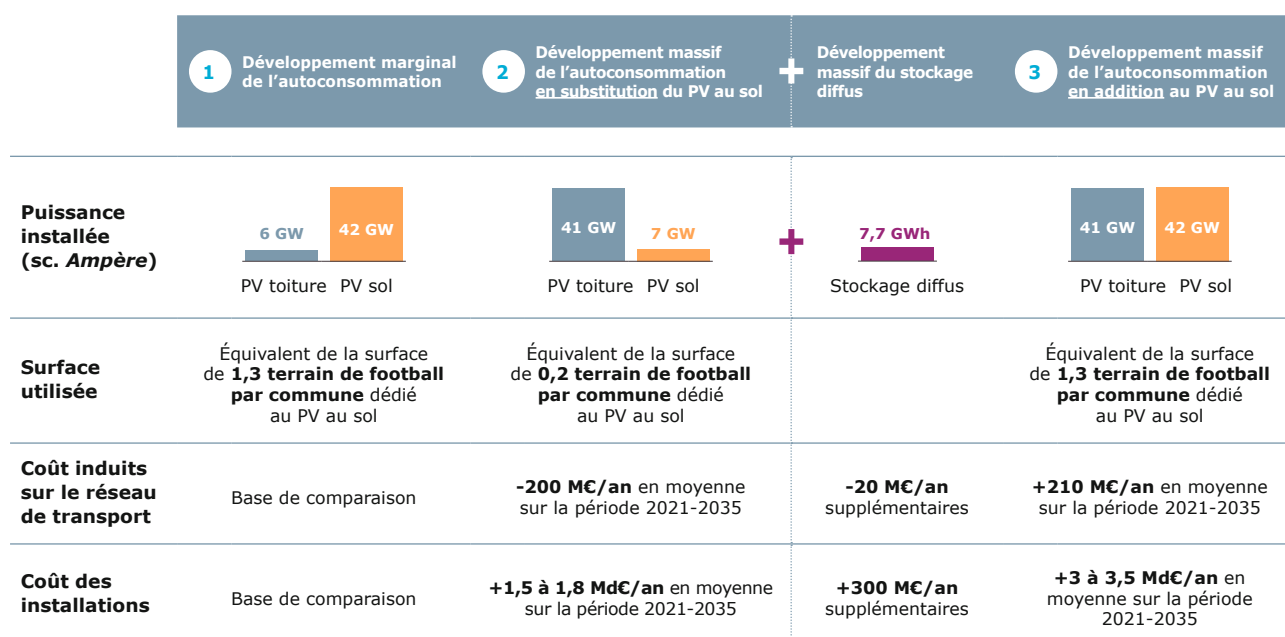 1
Développement marginal
de l’autoconsommation
2
Développement massif
de l’autoconsommation
en substitution du PV au sol
+
Développement
massif du stockage
diffus
3
Développement massif
de l’autoconsommation
en addition au PV au sol
Puissance
installée
(sc. Ampère)
6 GW
42 GW
PV toiture PV sol
41 GW
7 GW
PV toiture PV sol
+
7,7 GWh
Stockage diffus
41 GW
42 GW
PV toiture PV sol
Surface
utilisée
Équivalent de la surface
de 1,3 terrain de football
par commune dédié
au PV au sol
Équivalent de la surface
de 0,2 terrain de football
par commune dédié
au PV au sol
Équivalent de la surface
de 1,3 terrain de football
par commune dédié
au PV au sol
Coût induits
sur le réseau
de transport
Base de comparaison
-200 M€/an en moyenne
sur la période 2021-2035
-20 M€/an
supplémentaires
+210 M€/an en moyenne
sur la période 2021-2035
Coût des
installations
Base de comparaison
+1,5 à 1,8 Md€/an en moyenne
sur la période 2021-2035
+300 M€/an
supplémentaires
+3 à 3,5 Md€/an en
moyenne sur la période
2021-2035